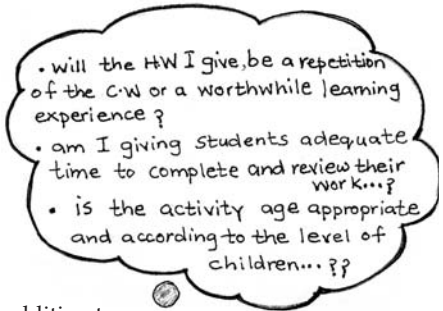 • will the H.W I give, be a repetition
of the C.W or a worthwhile learning
experience ?
• am I giving students adequate
time to complete and review their
work...?
• is the activity age appropriate
and according to the level of
children...??